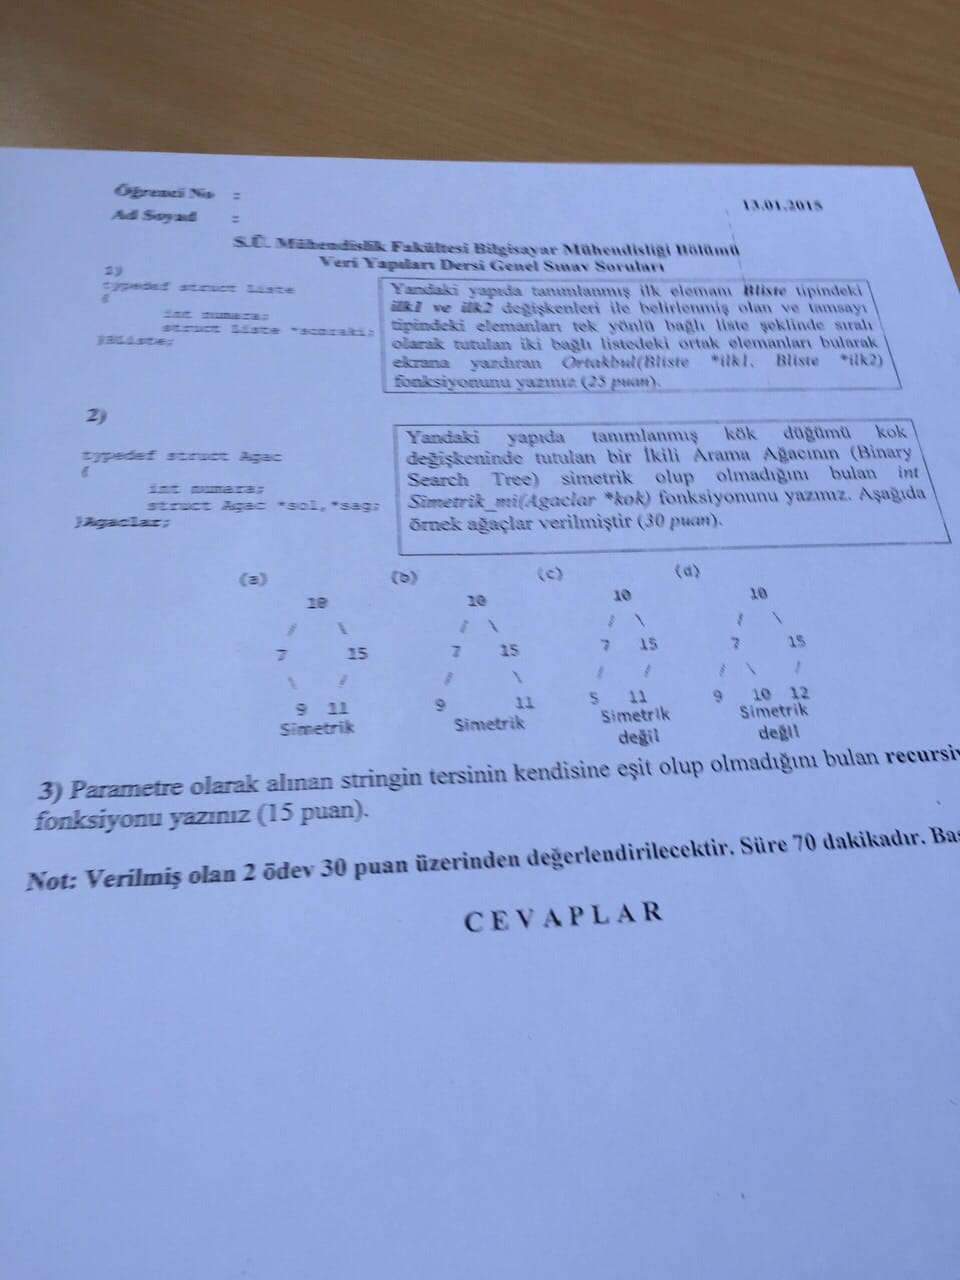 Öğrenci No :
13.01.2015
Ad Soyad :
S.Ü. Mühendislik Fakültesi Bilgisayar Mühendisliği Bölümü
Veri Yapıları Dersi Genel Sınav Soruları
1)
typedef struct Liste
{
int numara;
struct Liste *sonraki;
}BListe;
Yandaki yapıda tanımlanmış ilk elemanı Bliste tipindeki
ilk1 ve ilk2 değişkenleri ile belirlenmiş olan ve tamsayı
tipindeki elemanları tek yönlü bağlı liste şeklinde sıralı
olarak tutulan iki bağlı listedeki ortak elemanları bularak
ekrana yazdıran Ortakbul(Bliste *ilk1, Bliste *ilk2)
fonksiyonunu yazınız (25 puan).
2)
typedef struct Agac
{
int numara;
struct Agac *sol,*sag;
}Agaclar;
Yandaki yapıda tanımlanmış kök düğümü kok
değişkeninde tutulan bir İkili Arama Ağacının (Binary
Search Tree) simetrik olup olmadığını bulan int
Simetrik_mi(Agaclar *kok) fonksiyonunu yazınız. Aşağıda
örnek ağaçlar verilmiştir (30 puan).
(a) (b) (c) (d)
10 10 10 10
/ \ / \ / \ / \
7 15 7 15 7 15 7 15
\ / / \ / / / \ /
9 11 9 11 5 11 9 10 12
Simetrik Simetrik Simetrik değil Simetrik değil
3) Parametre olarak alınan stringin tersinin kendisine eşit olup olmadığını bulan recursiv
fonksiyonu yazınız (15 puan).
Not: Verilmiş olan 2 ödev 30 puan üzerinden değerlendirilecektir. Süre 70 dakikadır. Baş
C E V A P L A R